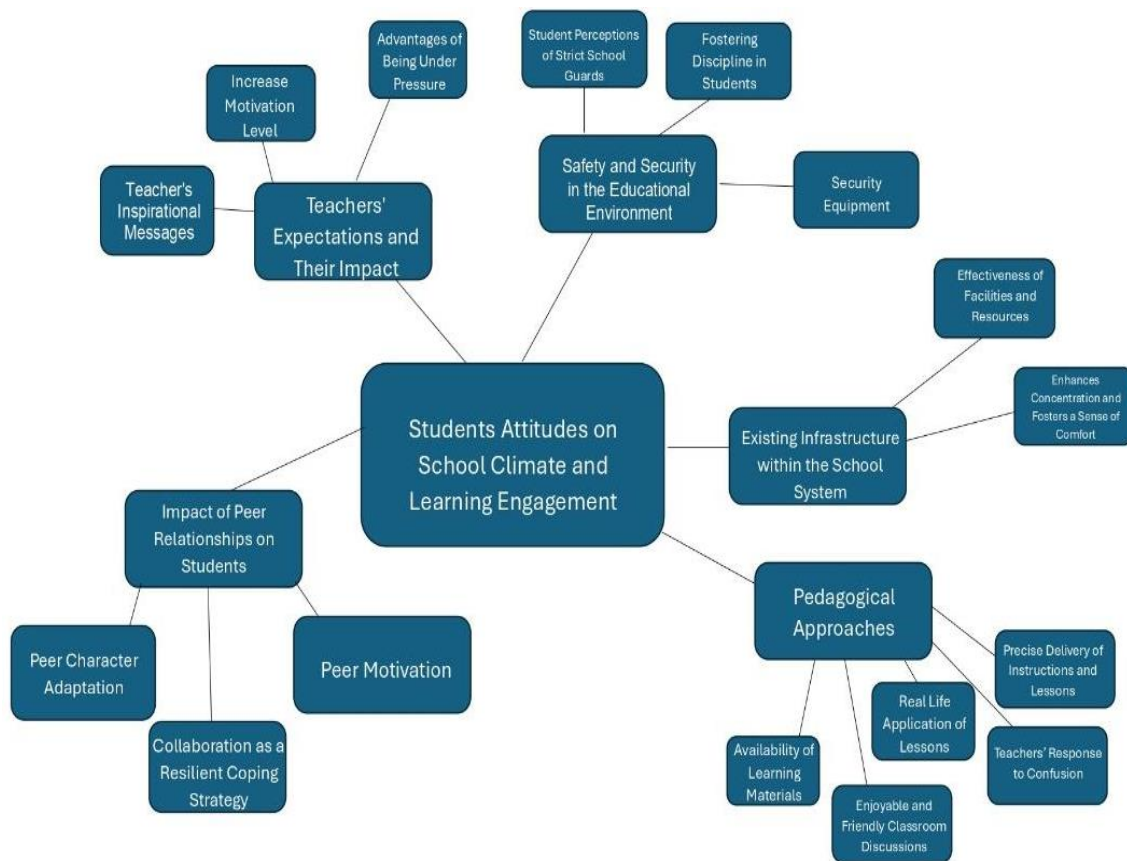 Advantages of
Being Under
Pressure
Increase
Motivation
Level
Teacher's
Inspirational
Messages
Teachers'
Expectations and
Their Impact
Student Perceptions
of Strict School
Guards
Fostering
Discipline in
Students
Safety and Security
in the Educational
Environment
Security
Equipment
Effectiveness of
Facilities and
Resources
Enhances
Concentration and
Fosters a Sense of
Comfort
Existing Infrastructure
within the School
System
Students Attitudes on
School Climate and
Learning Engagement
Impact of Peer
Relationships on
Students
Peer Character
Adaptation
Collaboration as a
Resilient Coping
Strategy
Peer Motivation
Pedagogical
Approaches
Precise Delivery of
Instructions and
Lessons
Real Life
Application of
Lessons
Teachers' Response
to Confusion
Availability of
Learning
Materials
Enjoyable and
Friendly Classroom
Discussions